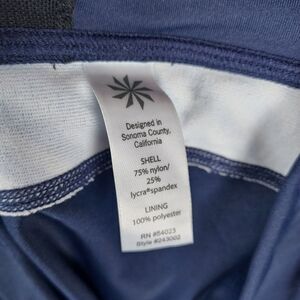 Designed in
Sonoma County,
California
SHELL
75% nylon/
25%
lycra®spandex
LINING
100% polyester
RN #54023
Style #243002